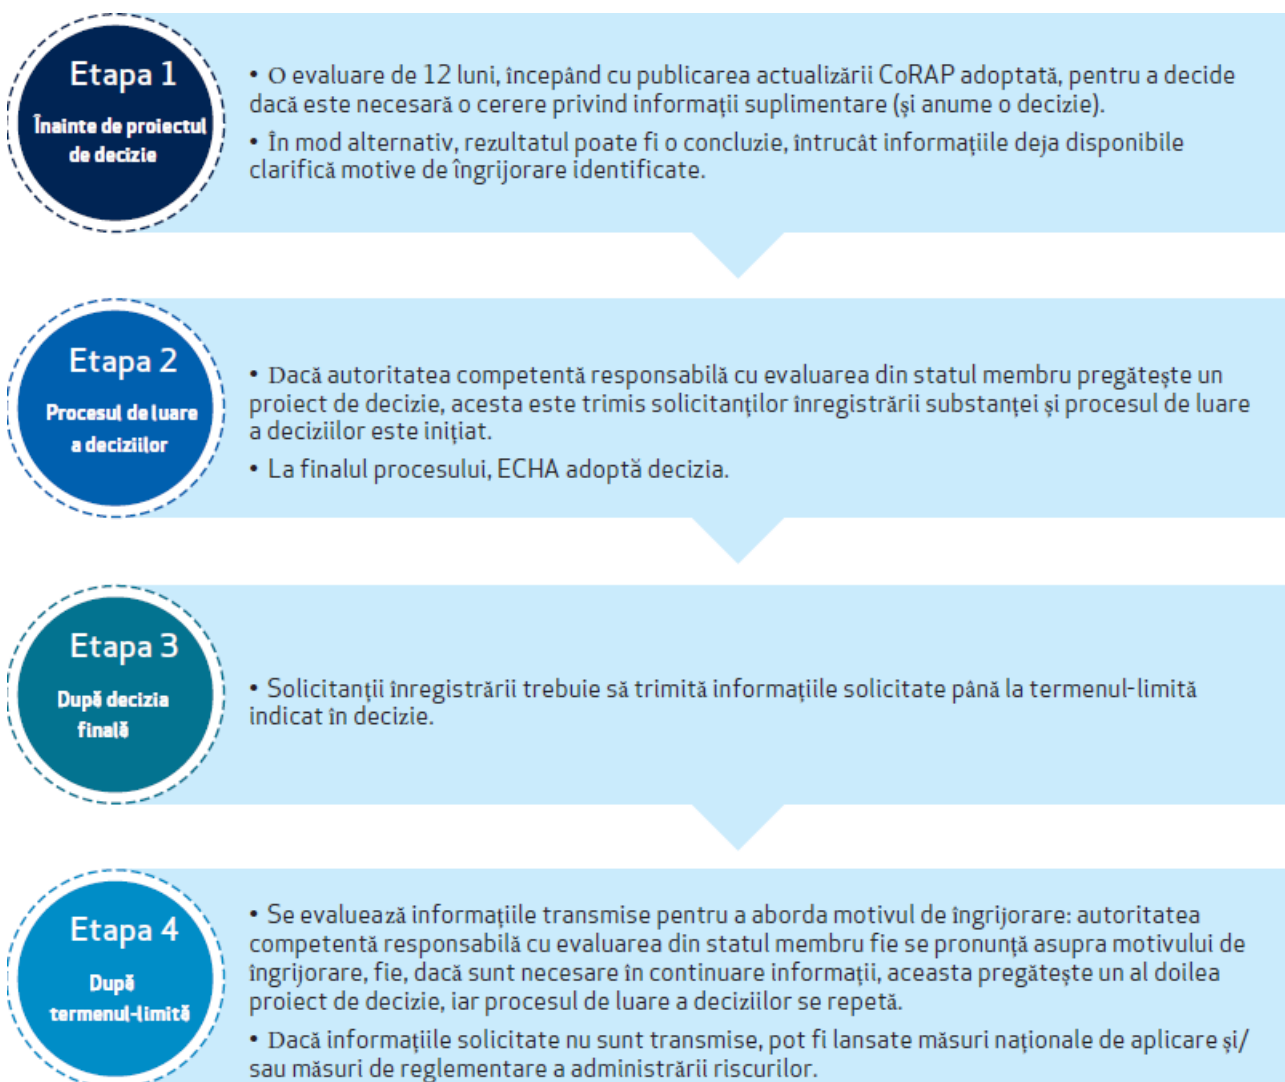 Etapa 1
Înainte de proiectul
de decizie
• O evaluare de 12 luni, începând cu publicarea actualizării CoRAP adoptată, pentru a decide
dacă este necesară o cerere privind informații suplimentare (și anume o decizie).
• În mod alternativ, rezultatul poate fi o concluzie, întrucât informațiile deja disponibile
clarifică motive de îngrijorare identificate.
Etapa 2
Procesul de luare
a deciziilor
• Dacă autoritatea competentă responsabilă cu evaluarea din statul membru pregătește un
proiect de decizie, acesta este trimis solicitanților înregistrării substanței și procesul de luare
a deciziilor este inițiat.
• La finalul procesului, ECHA adoptă decizia.
Etapa 3
După decizia
finală
• Solicitanții înregistrării trebuie să trimită informațiile solicitate până la termenul-limită
indicat în decizie.
Etapa 4
După
termenul-limită
• Se evaluează informațiile transmise pentru a aborda motivul de îngrijorare: autoritatea
competentă responsabilă cu evaluarea din statul membru fie se pronunță asupra motivului de
îngrijorare, fie, dacă sunt necesare în continuare informații, aceasta pregătește un al doilea
proiect de decizie, iar procesul de luare a deciziilor se repetă.
• Dacă informațiile solicitate nu sunt transmise, pot fi lansate măsuri naționale de aplicare și/
sau măsuri de reglementare a administrării riscurilor.